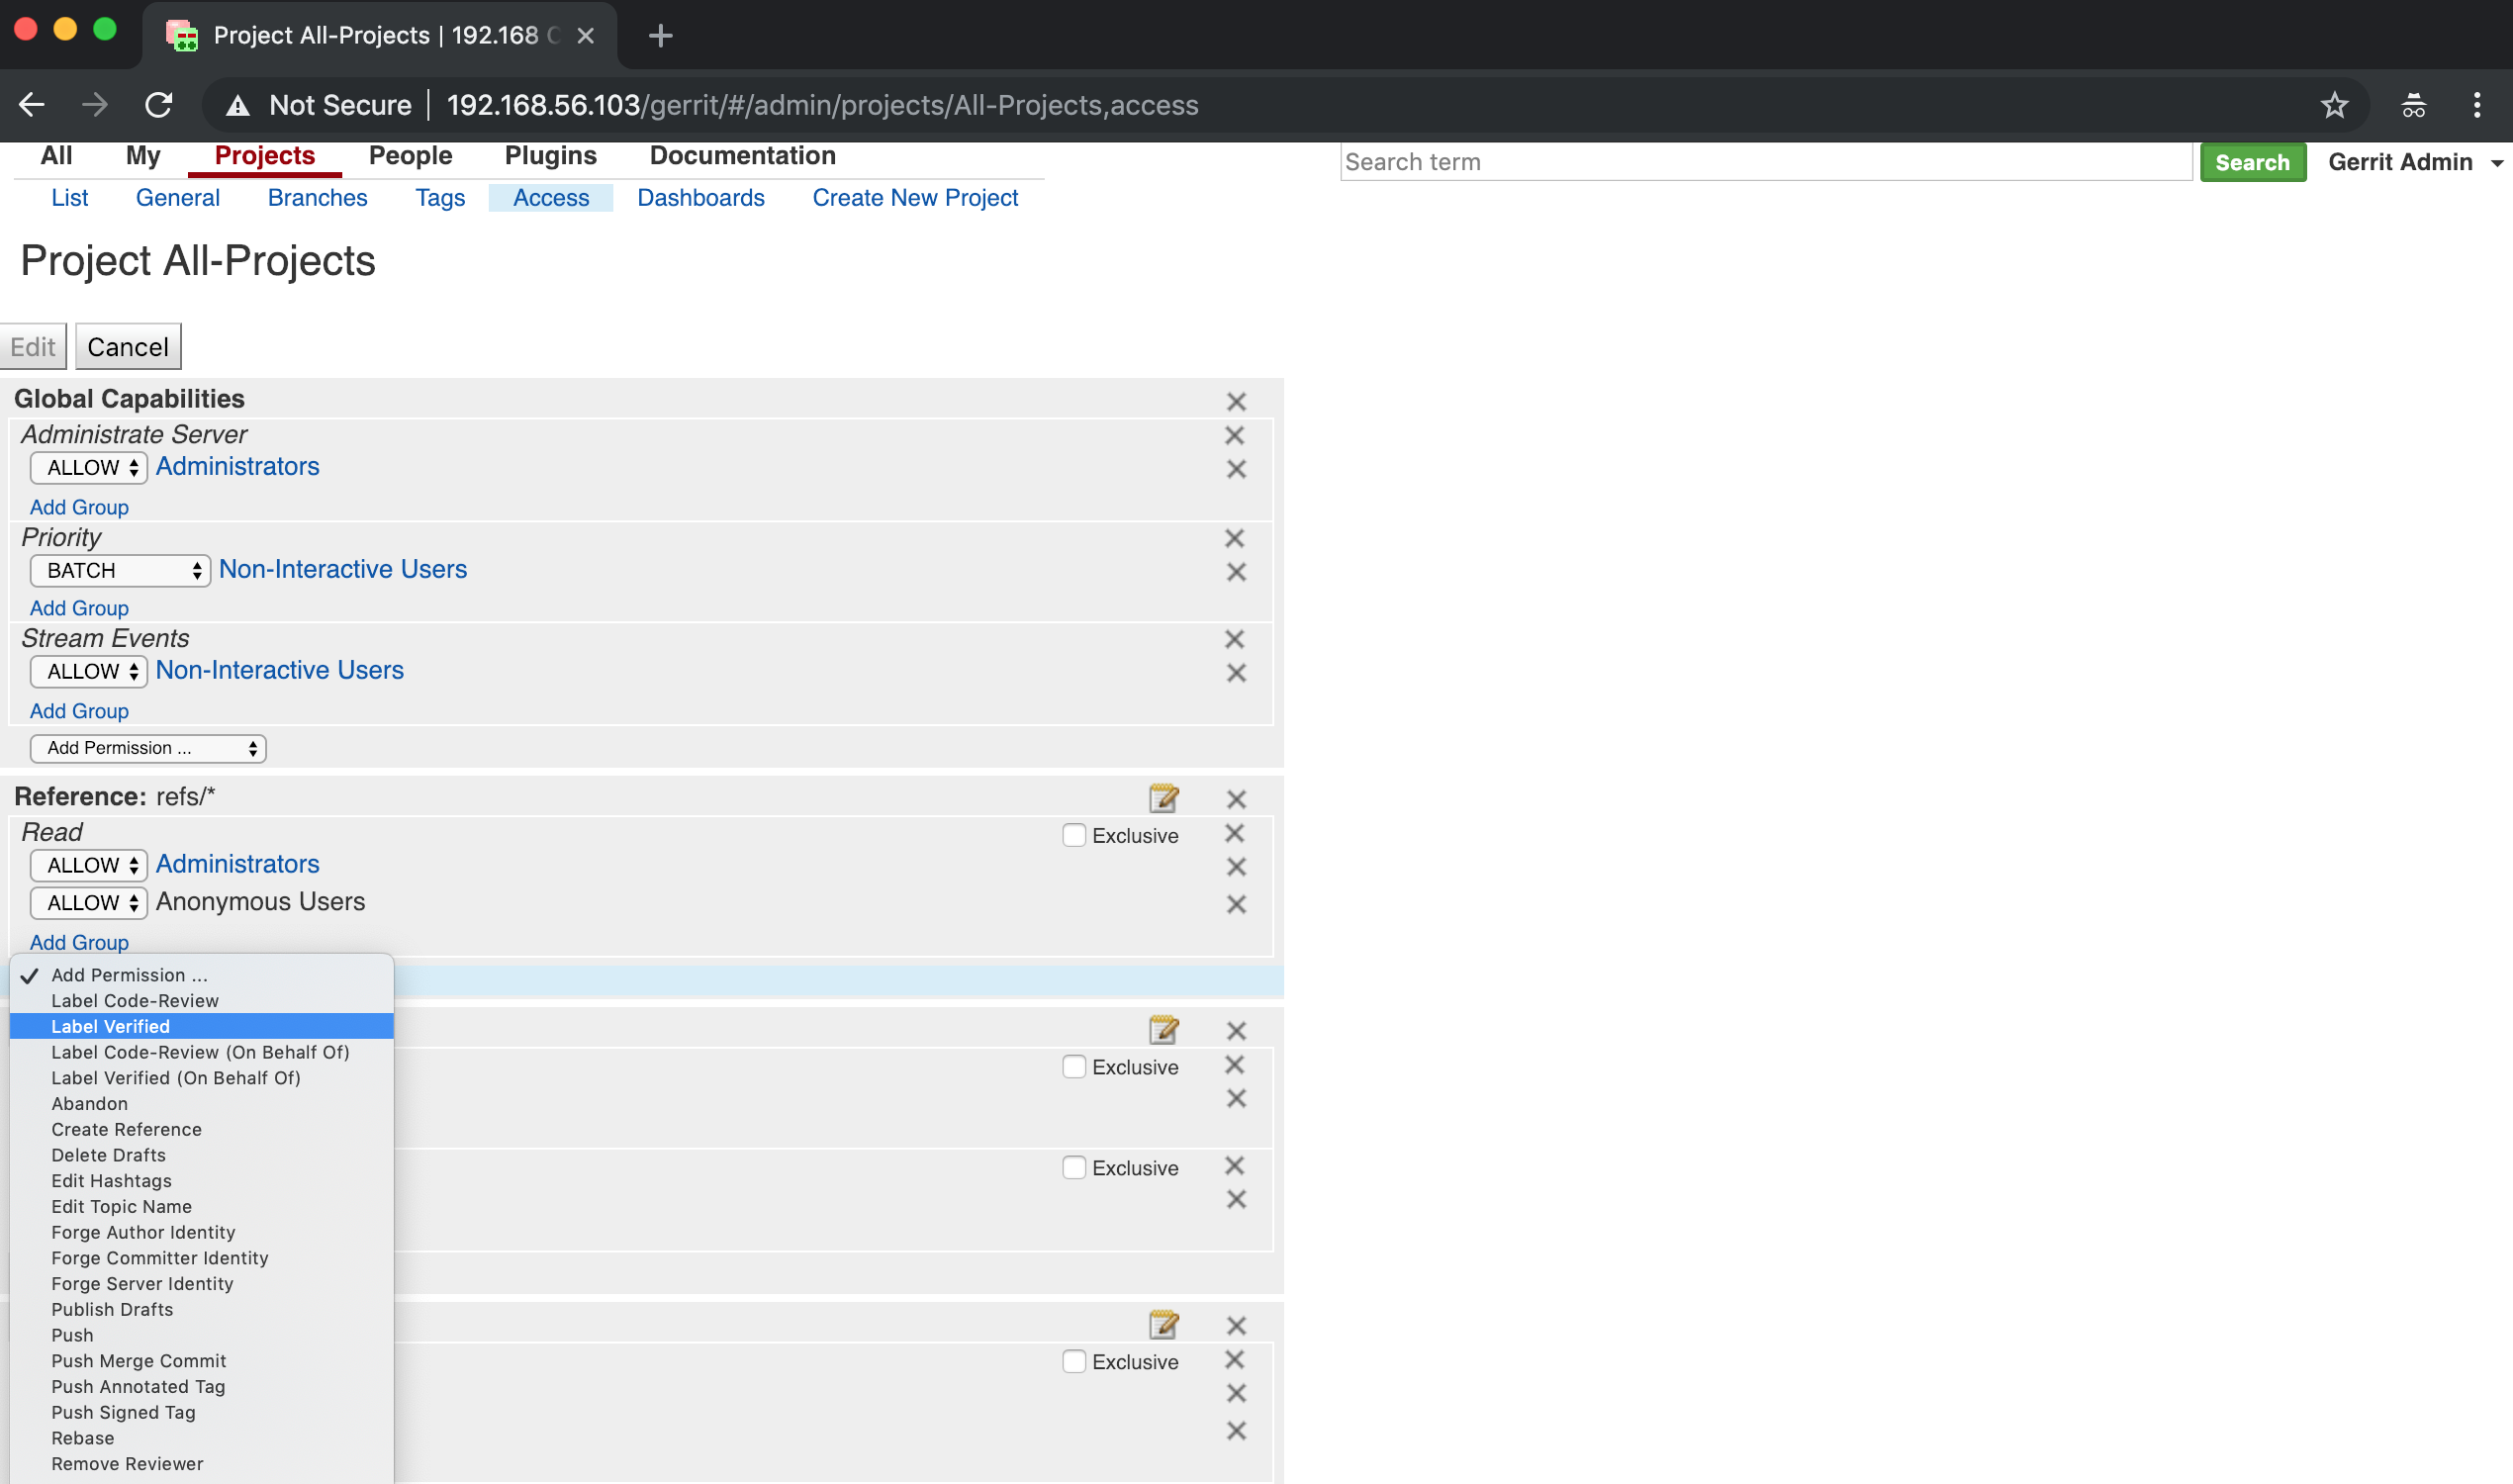 Project All-Projects | 192.168
Not Secure | 192.168.56.103/gerrit/#/admin/projects/All-Projects,access
All My Projects People Plugins Documentation
Search term Search Gerrit Admin
List General Branches Tags Access Dashboards Create New Project
Project All-Projects
Edit Cancel
Global Capabilities
Administrate Server
ALLOW Administrators
Add Group
Priority
BATCH Non-Interactive Users
Add Group
Stream Events
ALLOW Non-Interactive Users
Add Group
Add Permission ...
Reference: refs/*
Read Exclusive
ALLOW Administrators
ALLOW Anonymous Users
Add Group
Add Permission ...
Label Code-Review
Label Verified
Label Code-Review (On Behalf Of)
Exclusive
Label Verified (On Behalf Of)
Abandon
Create Reference
Delete Drafts
Exclusive
Edit Hashtags
Edit Topic Name
Forge Author Identity
Forge Committer Identity
Forge Server Identity
Publish Drafts
Push
Push Merge Commit
Exclusive
Push Annotated Tag
Push Signed Tag
Rebase
Remove Reviewer